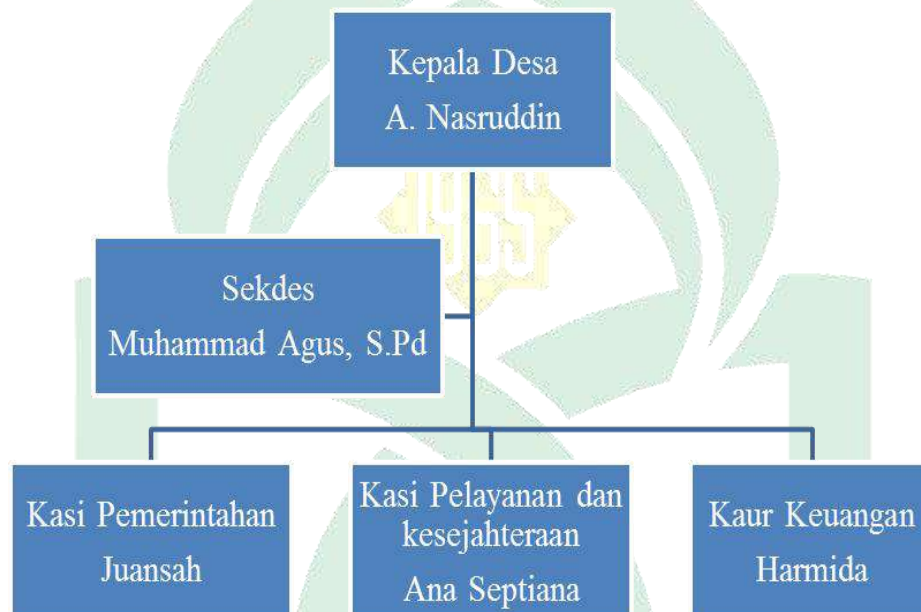 Kepala Desa
A. Nasruddin
Sekdes
Muhammad Agus, S.Pd
Kasi Pemerintahan
Juansah
Kasi Pelayanan dan
kesejahteraan
Ana Septiana
Kaur Keuangan
Harmida